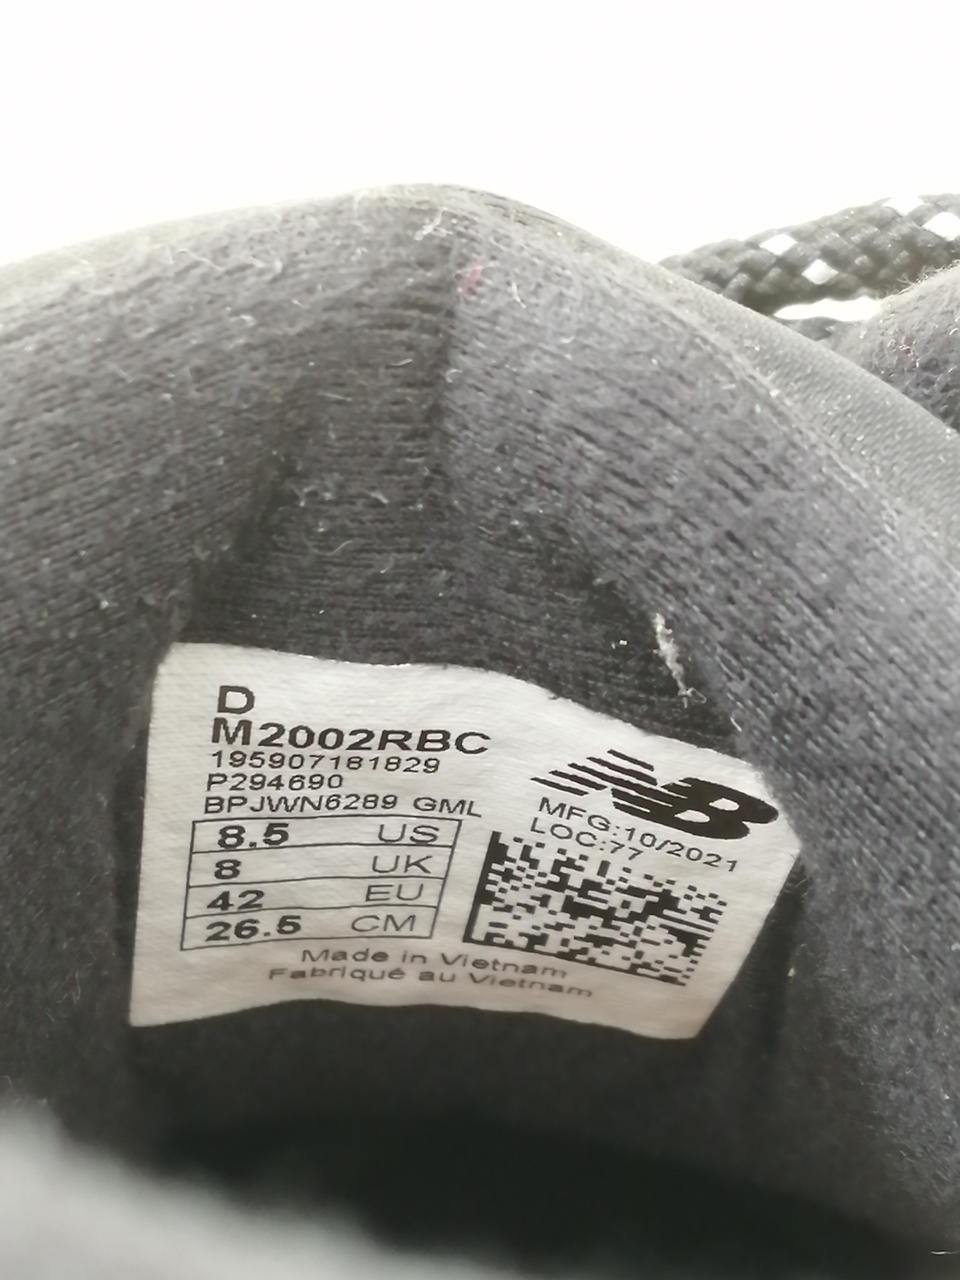 D
M2002RBC
195907181829
P294690
BPJWN6289 GML
8.5 US
8 UK
42 EU
26.5 CM
NB
MFG:10/2021
LOC:77
Made in Vietnam
Fabriqué au Vietnam